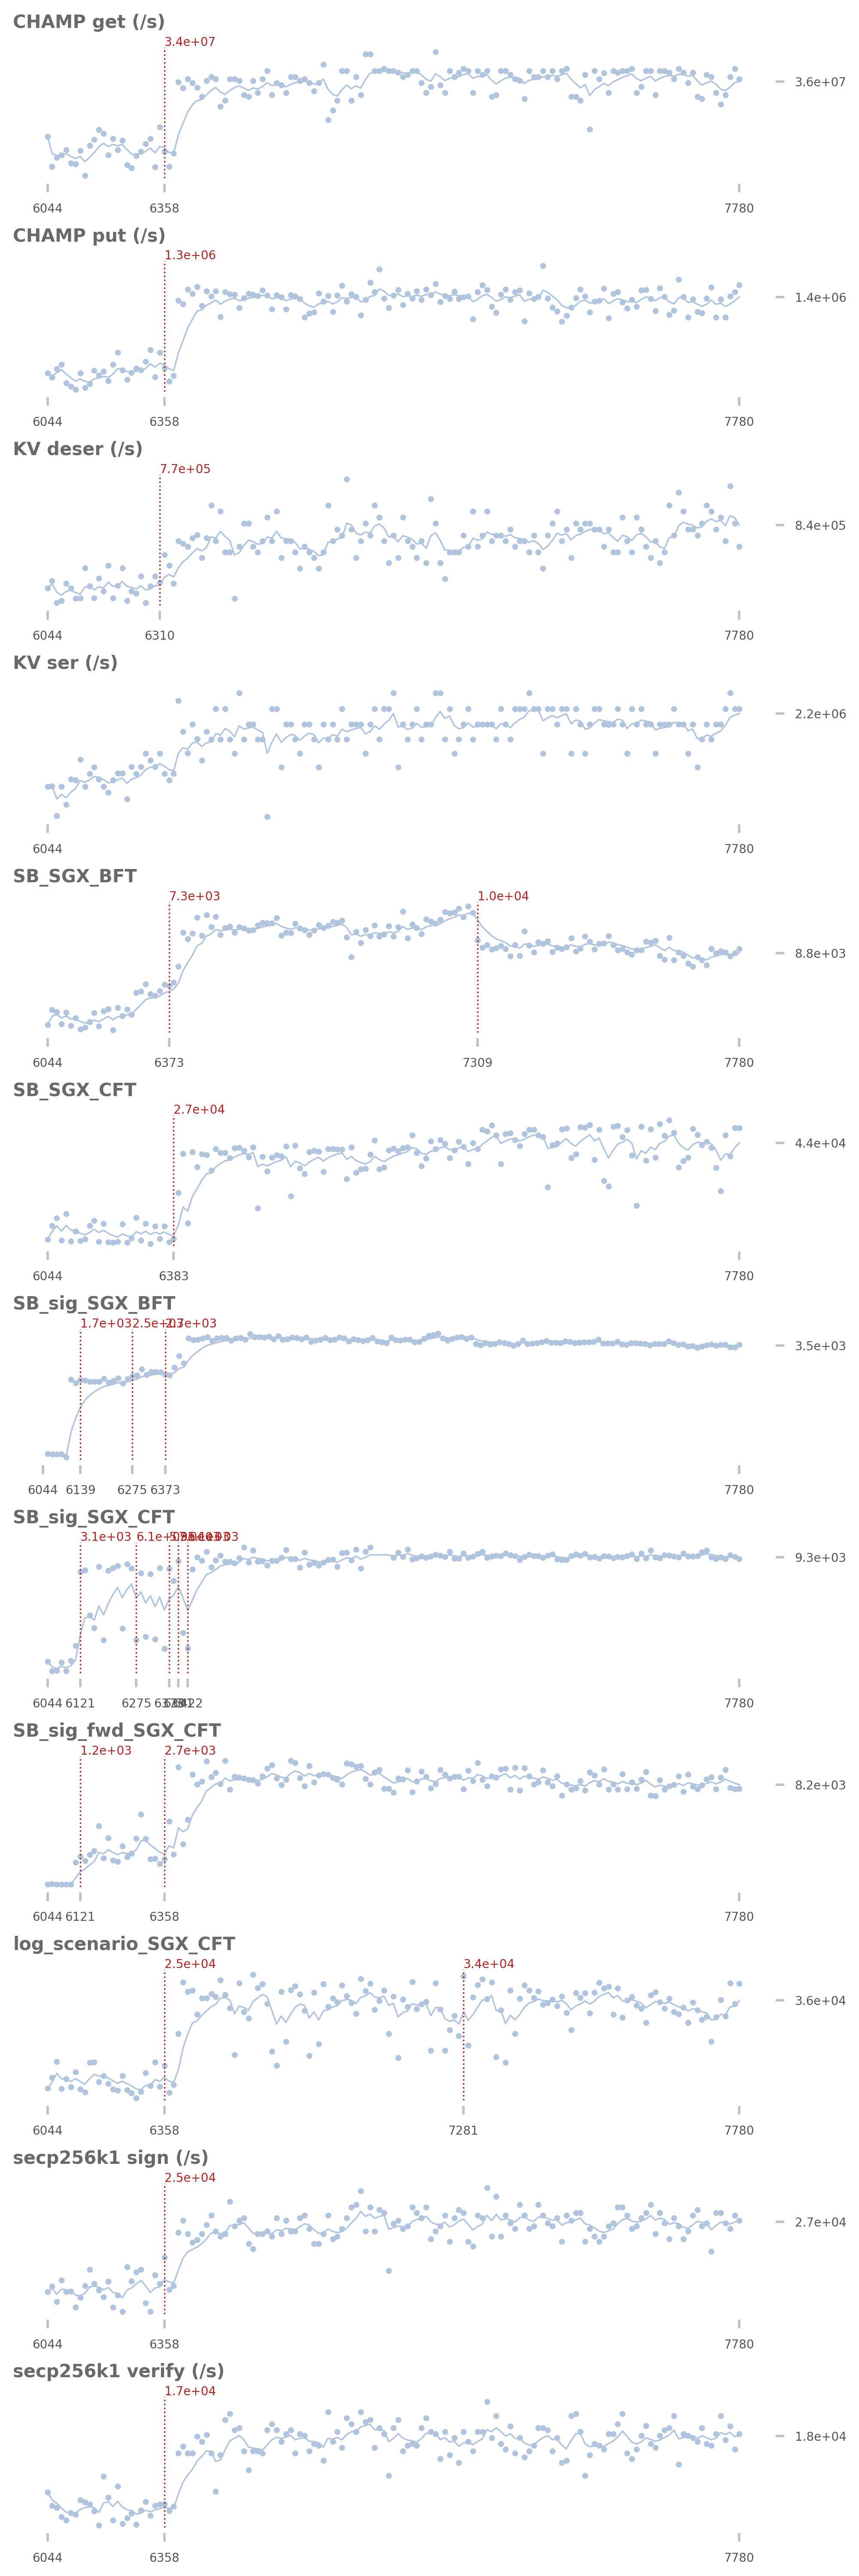 CHAMP get (/s)
3.4e+07
3.6e+07
6044 6358 7780
CHAMP put (/s)
1.3e+06
1.4e+06
6044 6358 7780
KV deser (/s)
7.7e+05
8.4e+05
6044 6310 7780
KV ser (/s)
2.2e+06
6044 7780
SB_SGX_BFT
7.3e+03 1.0e+04
8.8e+03
6044 6373 7309 7780
SB_SGX_CFT
2.7e+04
4.4e+04
6044 6383 7780
SB_sig_SGX_BFT
1.7e+03 2.5e+03 2.7e+03
3.5e+03
6044 6139 6275 6373 7780
SB_sig_SGX_CFT
3.1e+03
9.3e+03
6044 6121 6275 7780
SB_sig_fwd_SGX_CFT
1.2e+03 2.7e+03
8.2e+03
6044 6121 6358 7780
log_scenario_SGX_CFT
2.5e+04 3.4e+04
3.6e+04
6044 6358 7281 7780
secp256k1 sign (/s)
2.5e+04
2.7e+04
6044 6358 7780
secp256k1 verify (/s)
1.7e+04
1.8e+04
6044 6358 7780